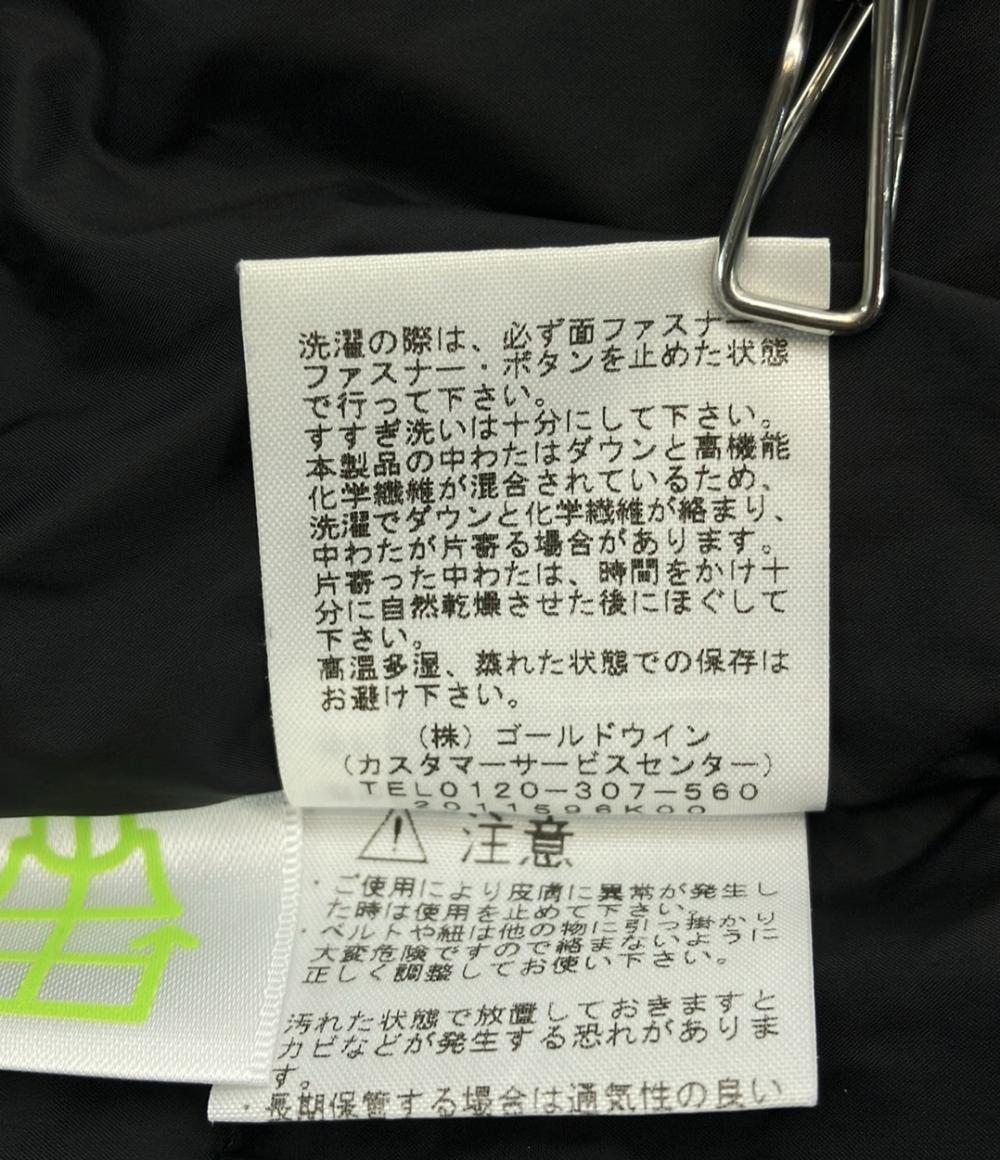 洗濯の際は、必ず面ファスナー
ファスナー・ボタンを止めた状態
で行って下さい。
すすぎ洗いは十分にして下さい。
本製品の中わたはダウンと高機能
化学繊維が混合されているため、
洗濯でダウンと化学繊維が絡まり、
中わたが片寄る場合があります。
片寄った中わたは、時間をかけ十
分に自然乾燥させた後にほぐして
下さい。
高温多湿、蒸れた状態での保存は
お避け下さい。
(株)ゴールドウイン
(カスタマーサービスセンター)
TEL0120-307-560
2011596K00
注意
・ご使用により皮膚に異常が発生し
た時は使用を止めて下さい。
・ベルトや紐は他の物に引っ掛かり
大変危険ですので絡まないように
正しく調整してお使い下さい。
汚れた状態で放置しておきますと
カビなどが発生する恐れがありま
す。
・長期保管する場合は通気性の良い